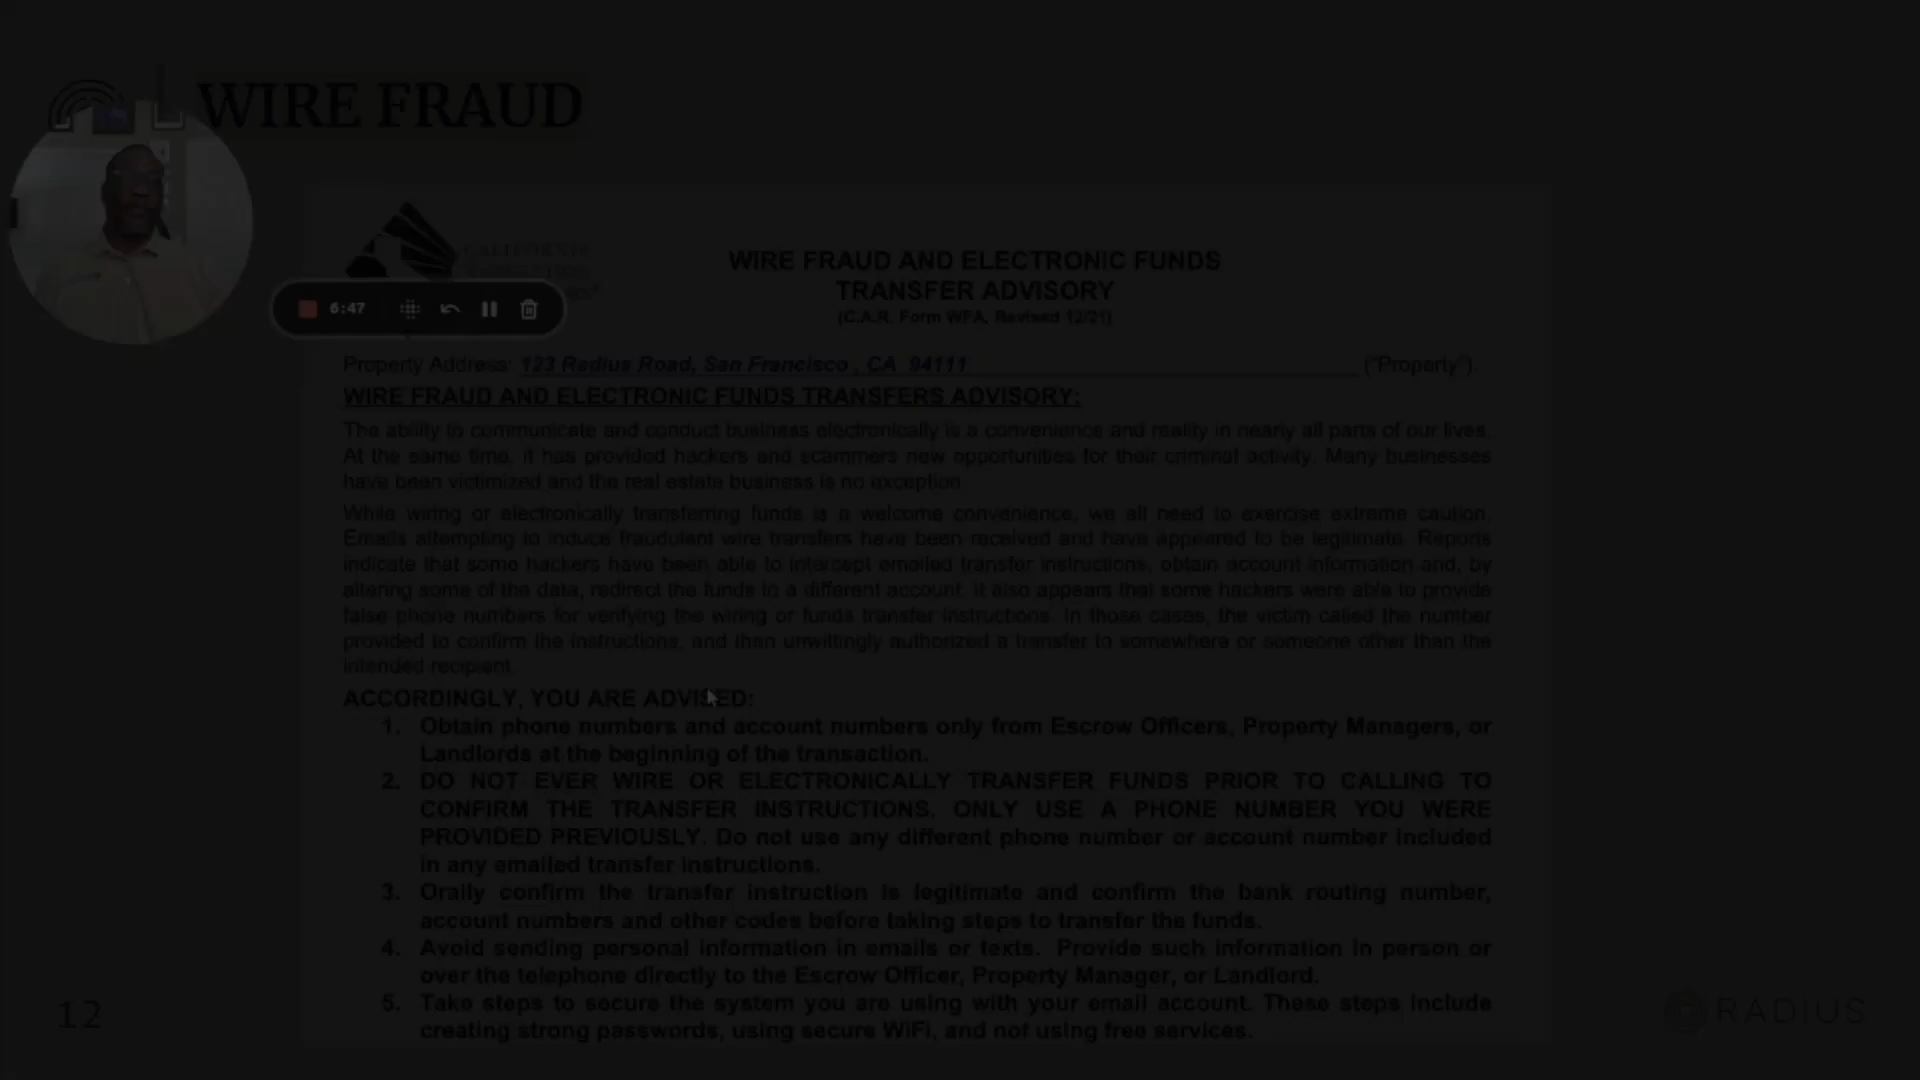 WIRE FRAUD
CALIFORNIA
WIRE FRAUD AND ELECTRONIC FUNDS
TRANSFER ADVISORY
(C.A.R. Form WFA, Revised 12/21)
6:47
Property Address: 123 Radius Road, San Francisco , CA 94111 ("Property").
WIRE FRAUD AND ELECTRONIC FUNDS TRANSFERS ADVISORY:
The ability to communicate and conduct business electronically is a convenience and reality in nearly all parts of our lives.
At the same time, it has provided hackers and scammers new opportunities for their criminal activity. Many businesses
have been victimized and the real estate business is no exception.
While wiring or electronically transferring funds is a welcome convenience, we all need to exercise extreme caution.
Emails attempting to induce fraudulent wire transfers have been received and have appeared to be legitimate. Reports
indicate that some hackers have been able to intercept emailed transfer instructions, obtain account information and, by
altering some of the data, redirect the funds to a different account. It also appears that some hackers were able to provide
false phone numbers for verifying the wiring or funds transfer instructions. In those cases, the victim called the number
provided to confirm the instructions, and then unwittingly authorized a transfer to somewhere or someone other than the
intended recipient.
ACCORDINGLY, YOU ARE ADVISED:
1. Obtain phone numbers and account numbers only from Escrow Officers, Property Managers, or
Landlords at the beginning of the transaction.
2. DO NOT EVER WIRE OR ELECTRONICALLY TRANSFER FUNDS PRIOR TO CALLING TO
CONFIRM THE TRANSFER INSTRUCTIONS. ONLY USE A PHONE NUMBER YOU WERE
PROVIDED PREVIOUSLY. Do not use any different phone number or account number included
in any emailed transfer instructions.
3. Orally confirm the transfer instruction is legitimate and confirm the bank routing number,
account numbers and other codes before taking steps to transfer the funds.
4. Avoid sending personal information in emails or texts. Provide such information in person or
over the telephone directly to the Escrow Officer, Property Manager, or Landlord.
5. Take steps to secure the system you are using with your email account. These steps include
creating strong passwords, using secure WiFi, and not using free services.
12
RADIUS